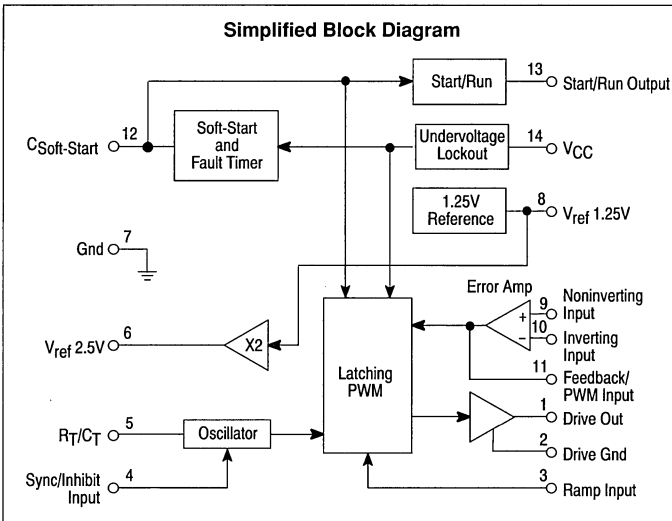 Simplified Block Diagram
Start/Run
13
Start/Run Output
12
CSoft-Start
Soft-Start
and
Fault Timer
Undervoltage
Lockout
14
VCC
1.25V
Reference
8
Vref 1.25V
7
Gnd
Error Amp
9
Noninverting
Input
+
10
−
Inverting
Input
6
Vref 2.5V
X2
Latching
PWM
11
Feedback/
PWM Input
1
Drive Out
5
RT/CT
Oscillator
2
Drive Gnd
4
Sync/Inhibit
Input
3
Ramp Input